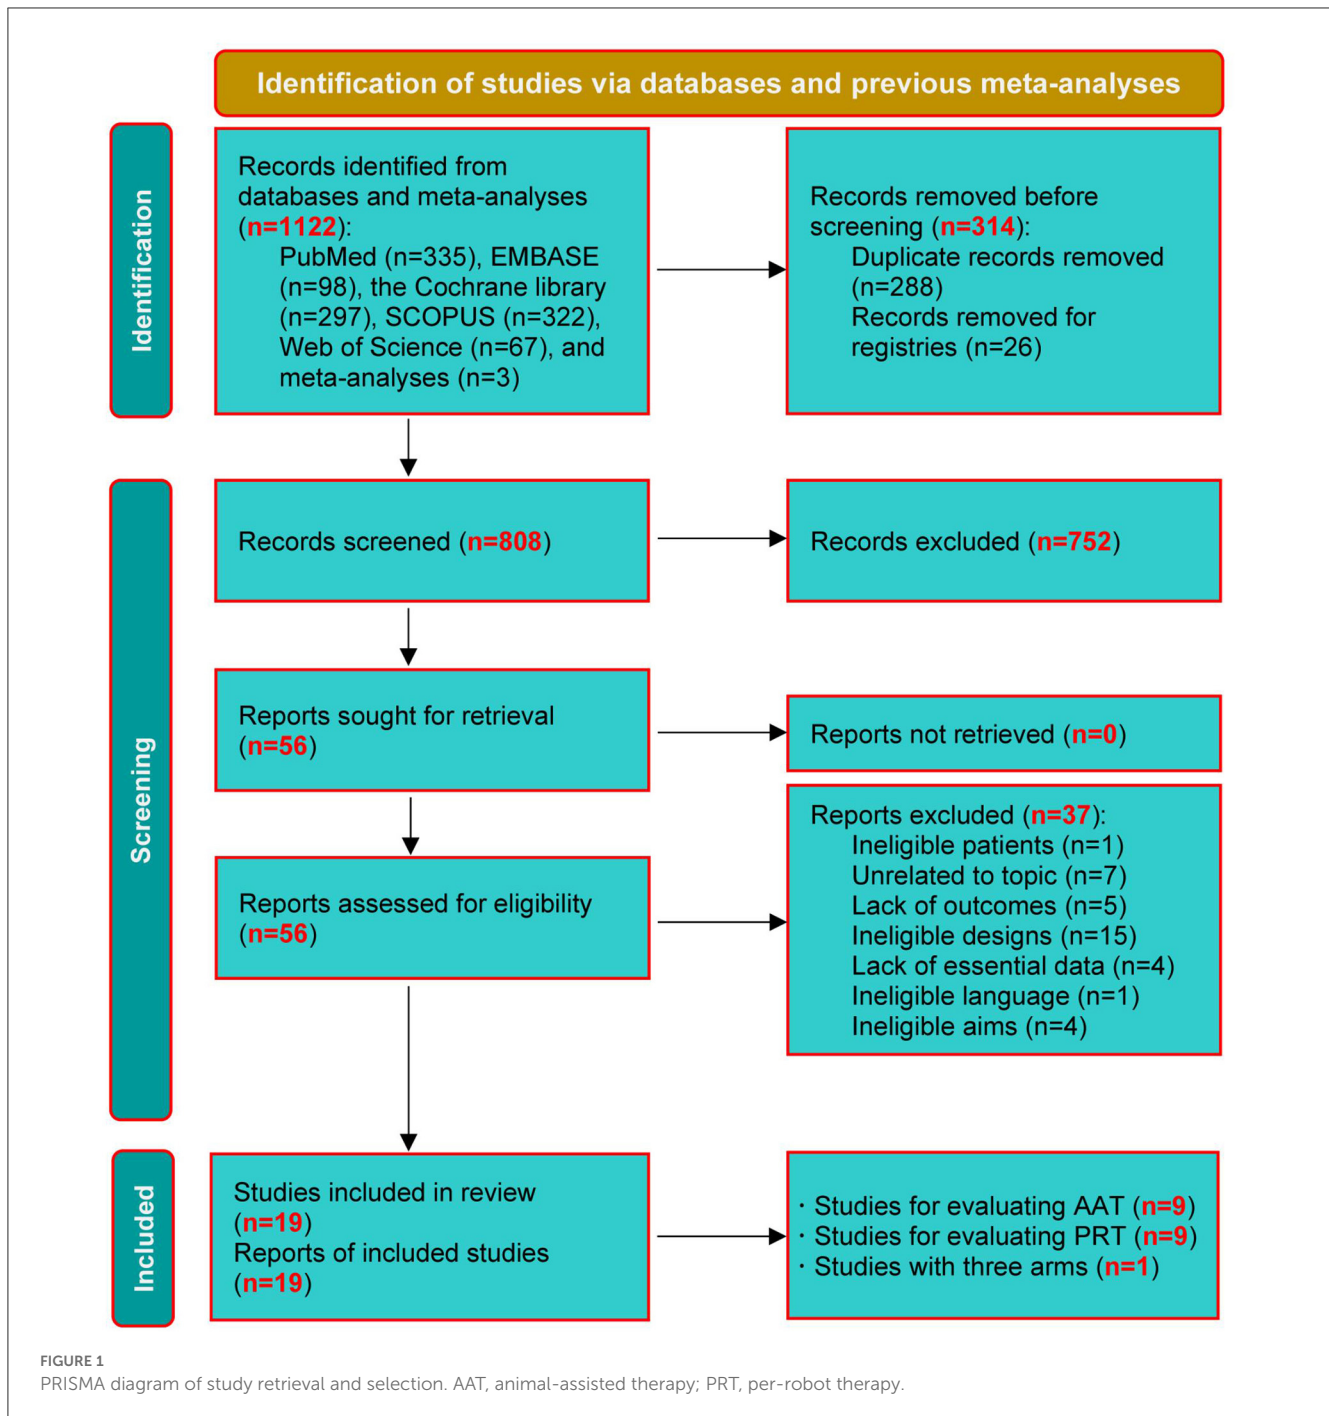 Identification of studies via databases and previous meta-analyses
Identification
Records identified from
databases and meta-analyses
(n=1122):
PubMed (n=335), EMBASE
(n=98), the Cochrane library
(n=297), SCOPUS (n=322),
Web of Science (n=67), and
meta-analyses (n=3)
Records removed before
screening (n=314):
Duplicate records removed
(n=288)
Records removed for
registries (n=26)
Screening
Records screened (n=808)
Records excluded (n=752)
Reports sought for retrieval
(n=56)
Reports not retrieved (n=0)
Reports assessed for eligibility
(n=56)
Reports excluded (n=37):
Ineligible patients (n=1)
Unrelated to topic (n=7)
Lack of outcomes (n=5)
Ineligible designs (n=15)
Lack of essential data (n=4)
Ineligible language (n=1)
Ineligible aims (n=4)
Included
Studies included in review
(n=19)
Reports of included studies
(n=19)
· Studies for evaluating AAT (n=9)
· Studies for evaluating PRT (n=9)
· Studies with three arms (n=1)
FIGURE 1
PRISMA diagram of study retrieval and selection. AAT, animal-assisted therapy; PRT, per-robot therapy.